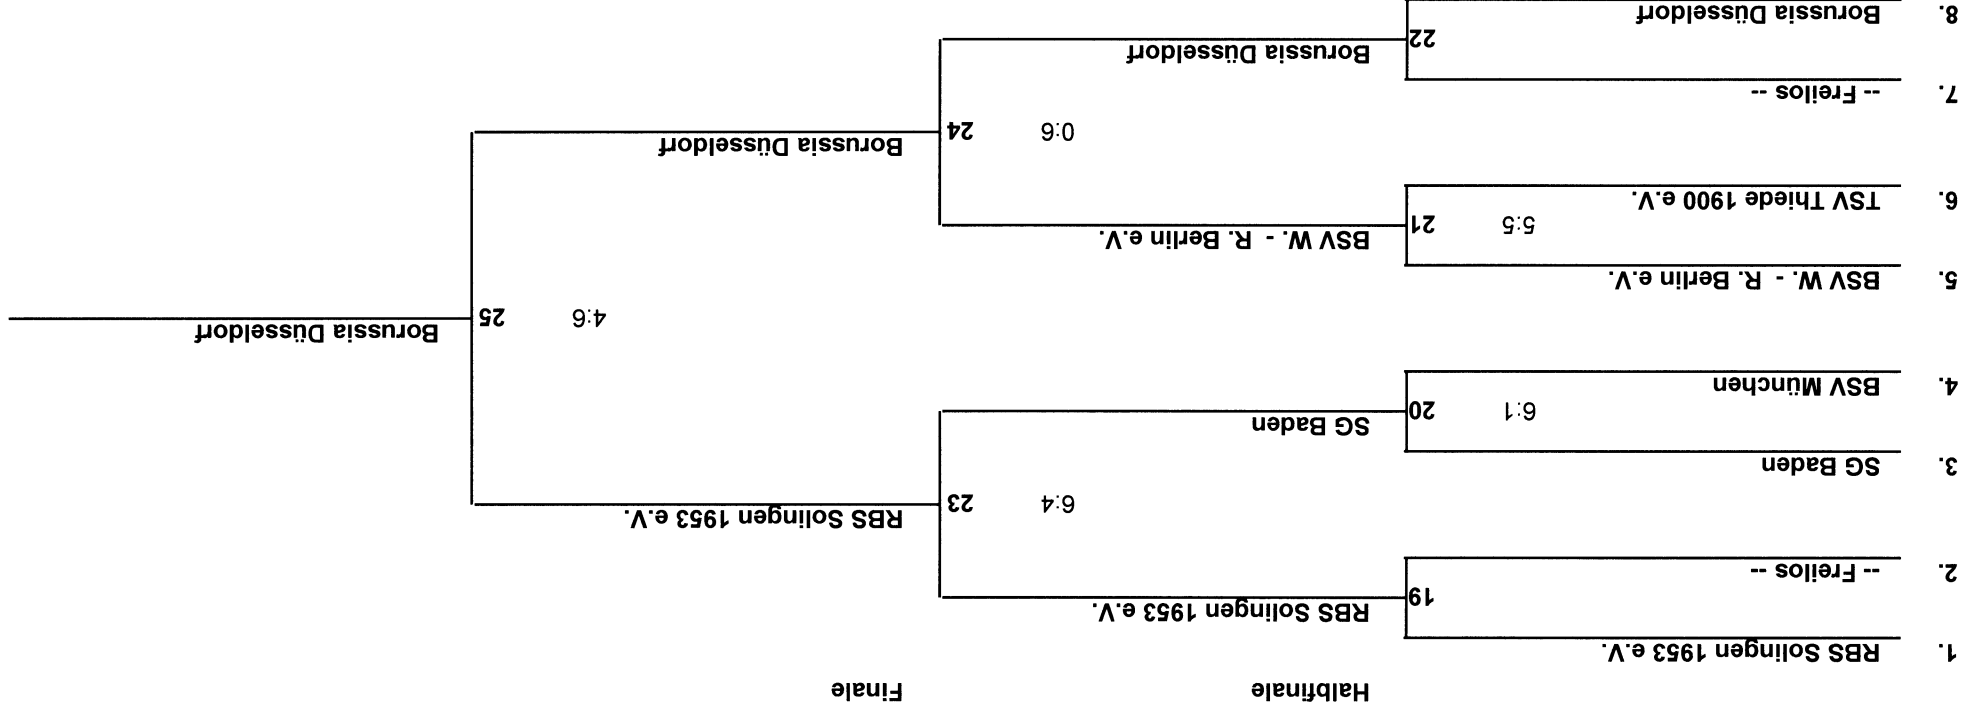 Halbfinale Finale
1. RBS Solingen 1953 e.V.
19 RBS Solingen 1953 e.V.
2. -- Freilos --
6:4 23 RBS Solingen 1953 e.V.
3. SG Baden
6:1 20 SG Baden
4. BSV München
4:6 25 Borussia Düsseldorf
5. BSV W. - R. Berlin e.V.
5:5 21 BSV W. - R. Berlin e.V.
6. TSV Thiede 1900 e.V.
0:6 24 Borussia Düsseldorf
7. -- Freilos --
22 Borussia Düsseldorf
8. Borussia Düsseldorf